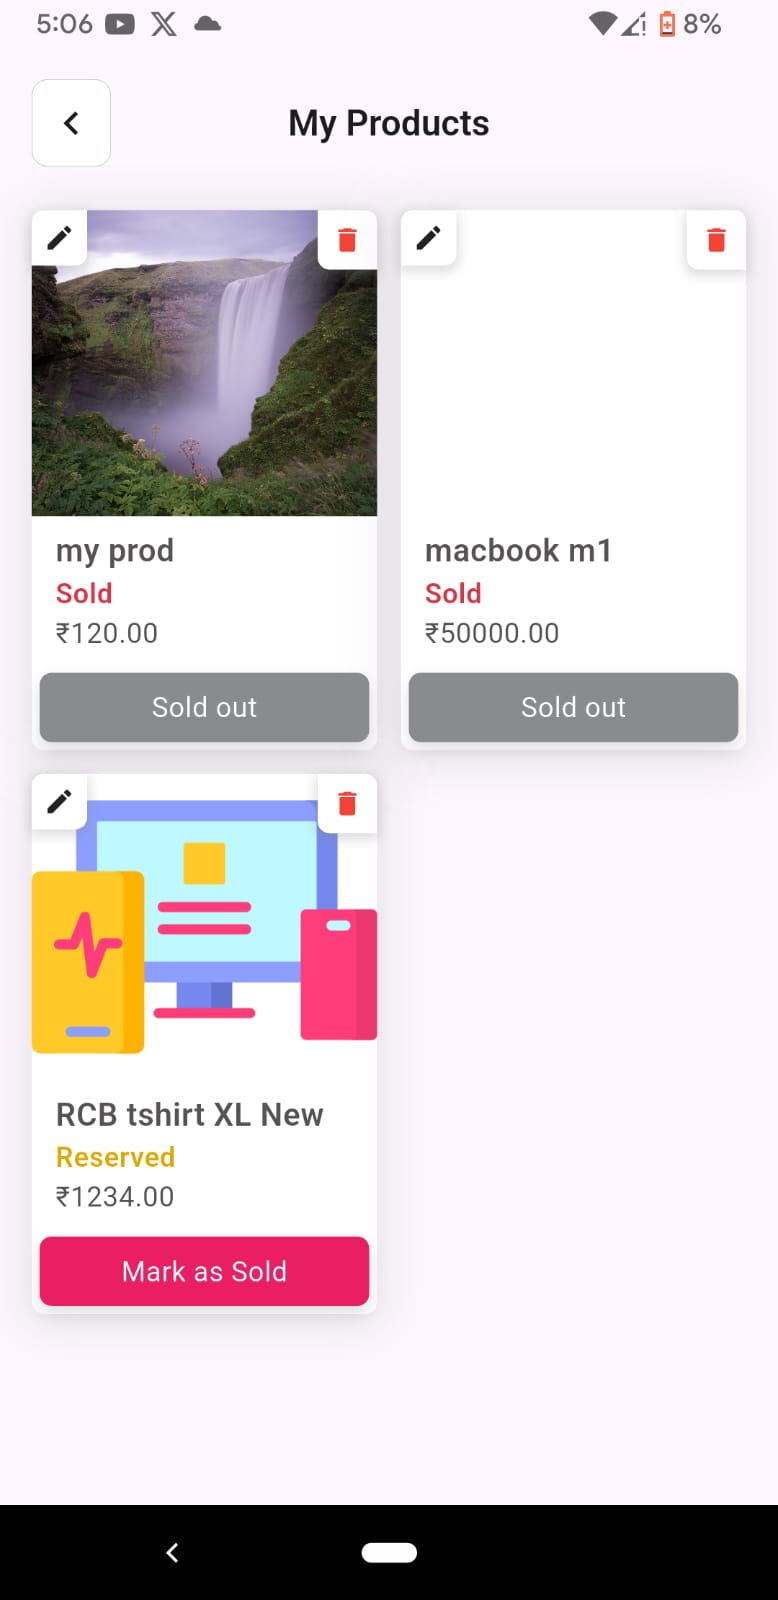 5:06
8%
My Products
my prod
Sold
₹120.00
Sold out
macbook m1
Sold
₹50000.00
Sold out
RCB tshirt XL New
Reserved
₹1234.00
Mark as Sold